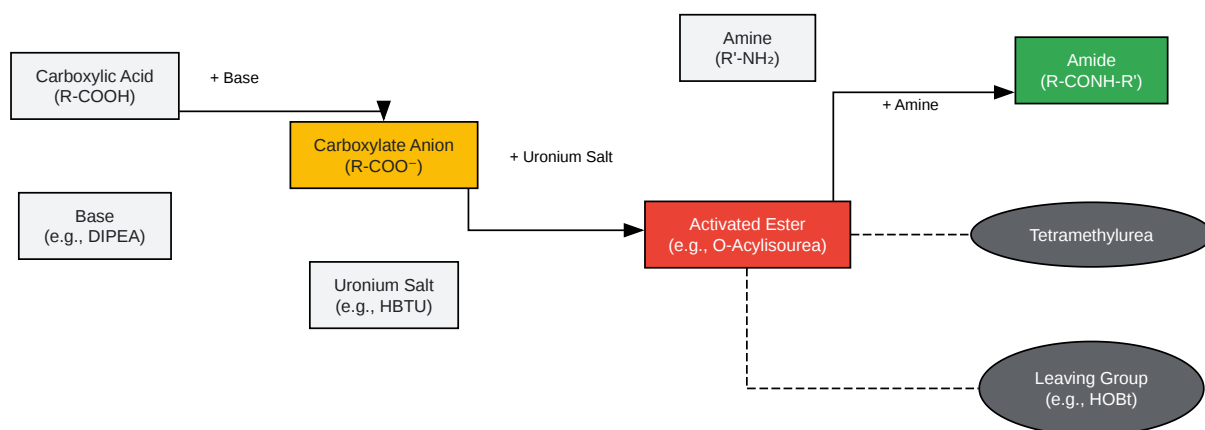 Carboxylic Acid
(R-COOH)
+ Base
Carboxylate Anion
(R-COO⁻)
+ Uronium Salt
Base
(e.g., DIPEA)
Uronium Salt
(e.g., HBTU)
Amine
(R'-NH₂)
Amide
(R-CONH-R')
+ Amine
Activated Ester
(e.g., O-Acylisourea)
Tetramethylurea
Leaving Group
(e.g., HOBt)